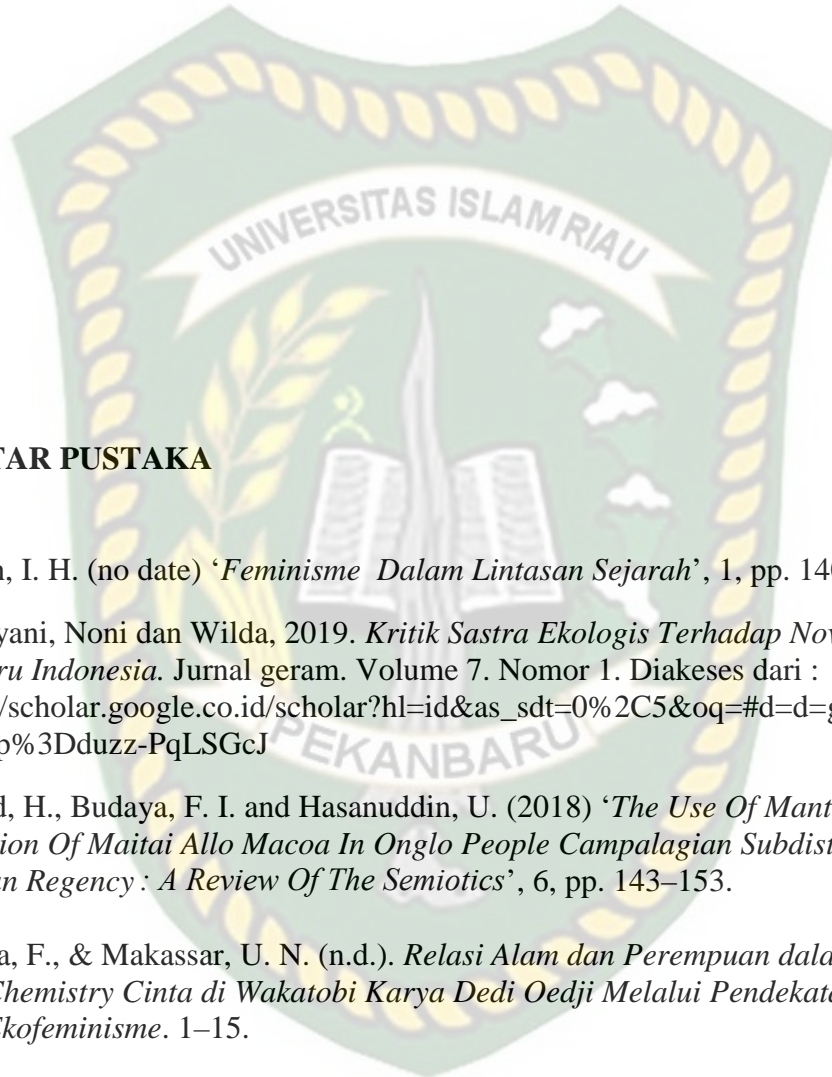 UNIVERSITAS ISLAM RIAU
TAR PUSTAKA
n, I. H. (no date) ‘Feminisme Dalam Lintasan Sejarah’, 1, pp. 140
yani, Noni dan Wilda, 2019. Kritik Sastra Ekologis Terhadap Nov
ru Indonesia. Jurnal geram. Volume 7. Nomor 1. Diakeses dari :
/scholar.google.co.id/scholar?hl=id&as_sdt=0%2C5&oq=#d=d=g
p%3Dduzz-PqLSGcJ
PEKANBARU
d, H., Budaya, F. I. and Hasanuddin, U. (2018) ‘The Use Of Mant
ion Of Maitai Allo Macoa In Onglo People Campalagian Subdist
an Regency : A Review Of The Semiotics’, 6, pp. 143–153.
a, F., & Makassar, U. N. (n.d.). Relasi Alam dan Perempuan dala
Chemistry Cinta di Wakatobi Karya Dedi Oedji Melalui Pendekat
Ekofeminisme. 1–15.